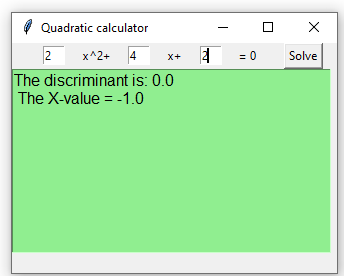 Quadratic calculator
2 x^2+ 4 x+ 2 = 0 Solve
The discriminant is: 0.0
The X-value = -1.0